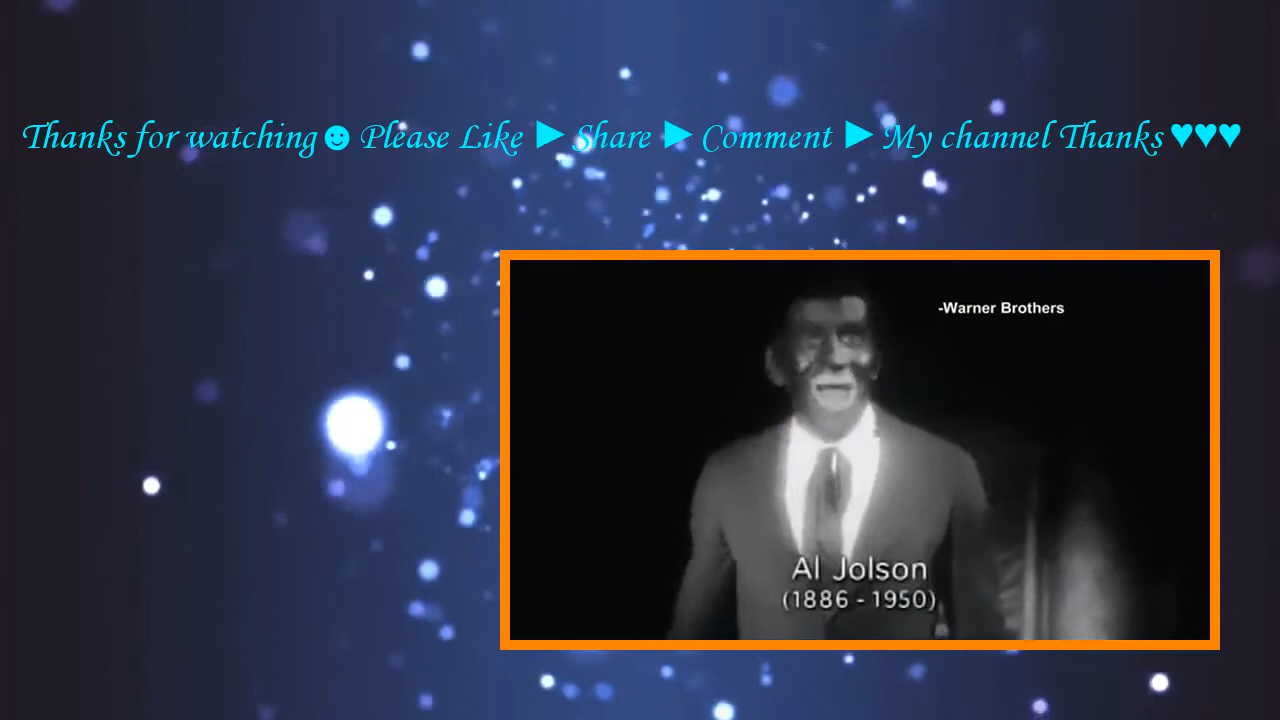 Thanks for watching☻Please Like ►Share ►Comment ►My channel Thanks♥♥♥
-Warner Brothers
Al Jolson
(1886 - 1950)